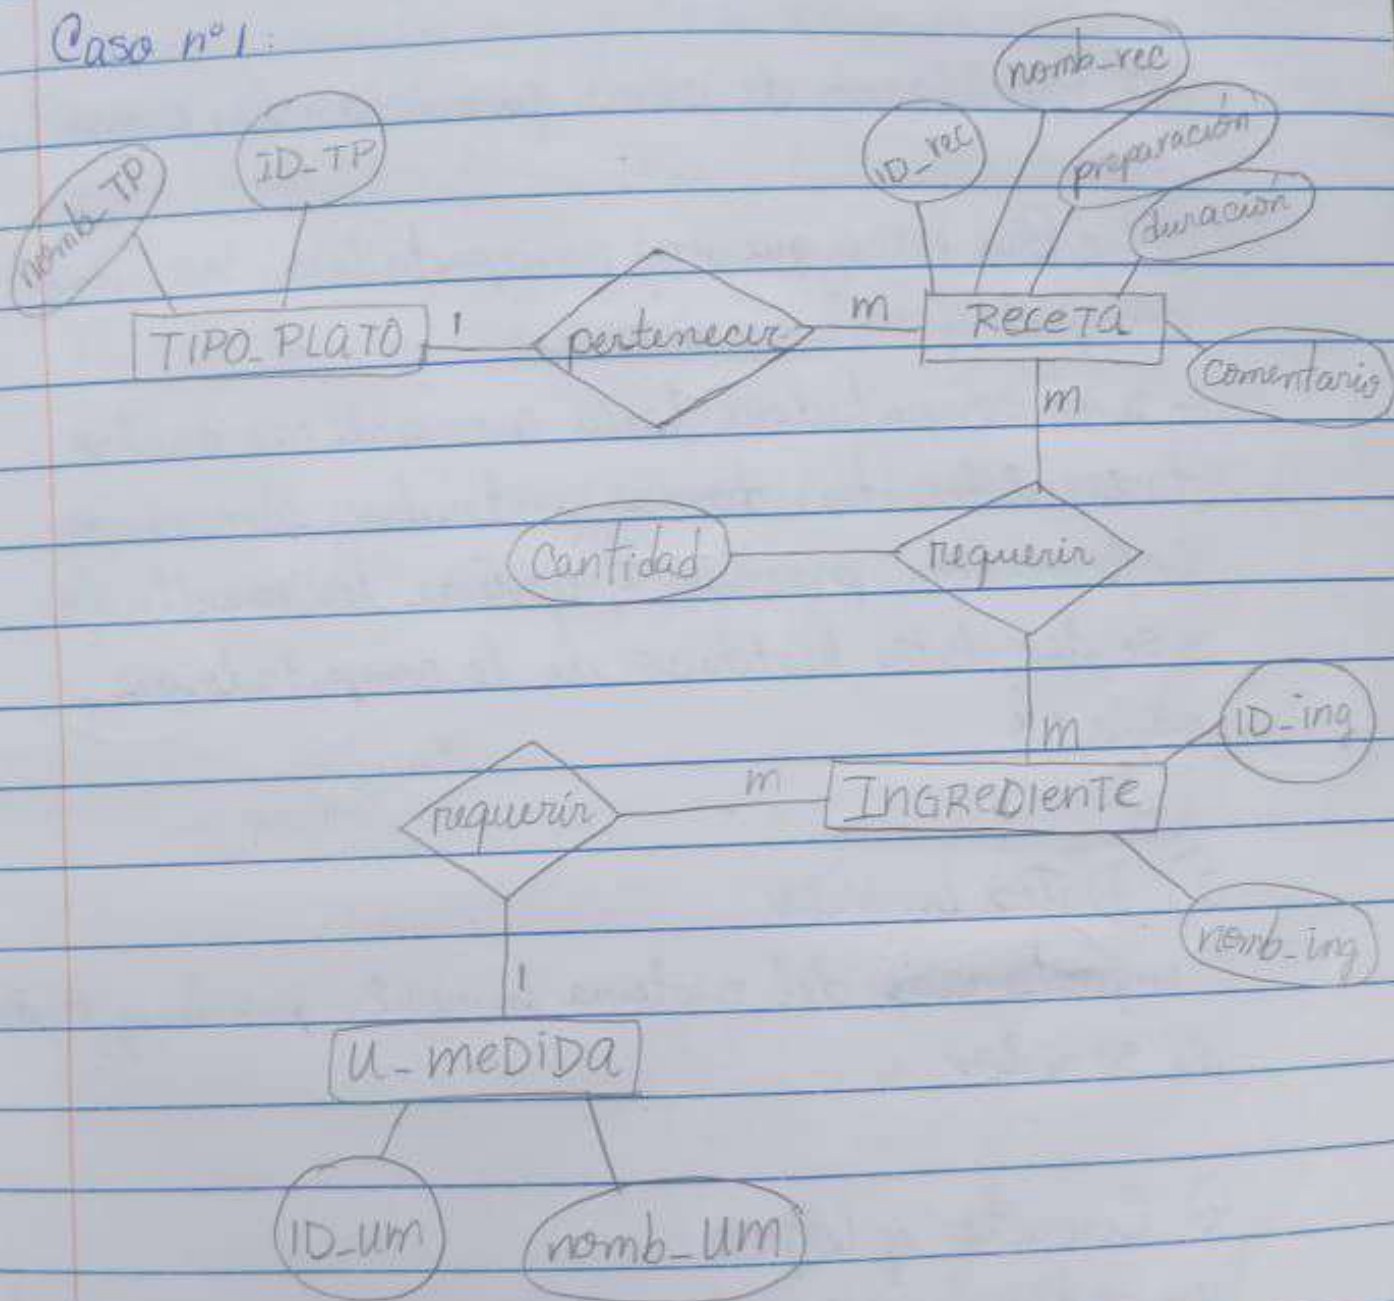 Caso nº 1:
nomb_rec
ID_rec
preparación
duración
nomb_TP
ID_TP
TIPO_PLATO
1
pertenecer
m
ReceTa
Comentario
m
Cantidad
requerir
m
ID_ing
requerir
m
INGReDienTe
nomb_ing
1
U_meDiDa
ID_um
nomb_um